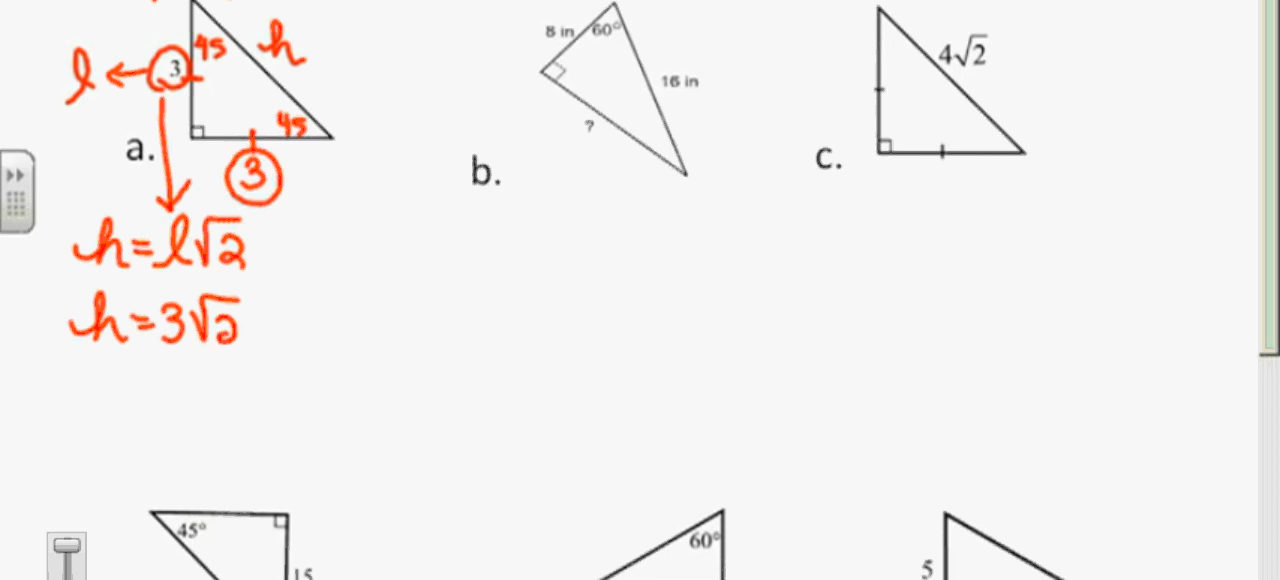 45
h
l
3
45
a.
3
h=l√2
h=3√2
8 in
60°
16 in
?
b.
4√2
c.
45°
15
60°
5